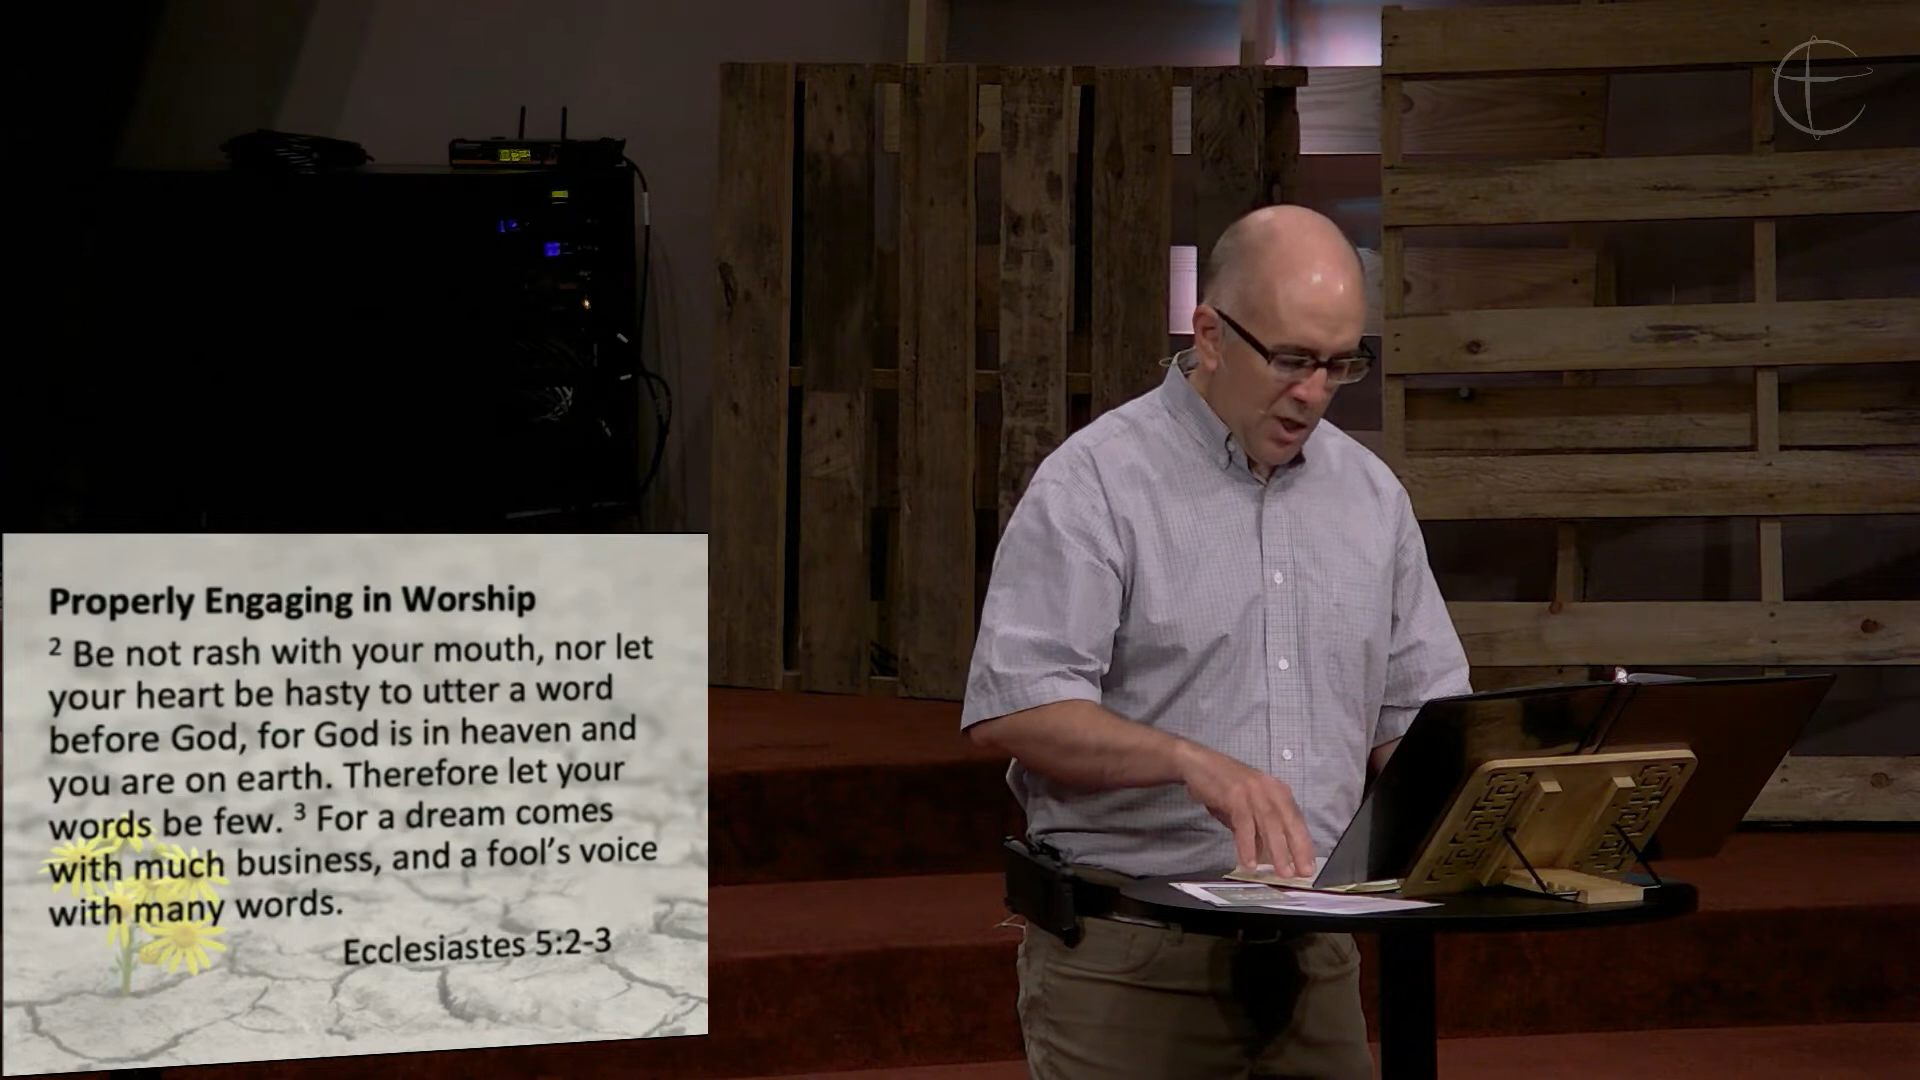 Properly Engaging in Worship
2 Be not rash with your mouth, nor let
your heart be hasty to utter a word
before God, for God is in heaven and
you are on earth. Therefore let your
words be few. 3 For a dream comes
with much business, and a fool's voice
with many words.
Ecclesiastes 5:2-3